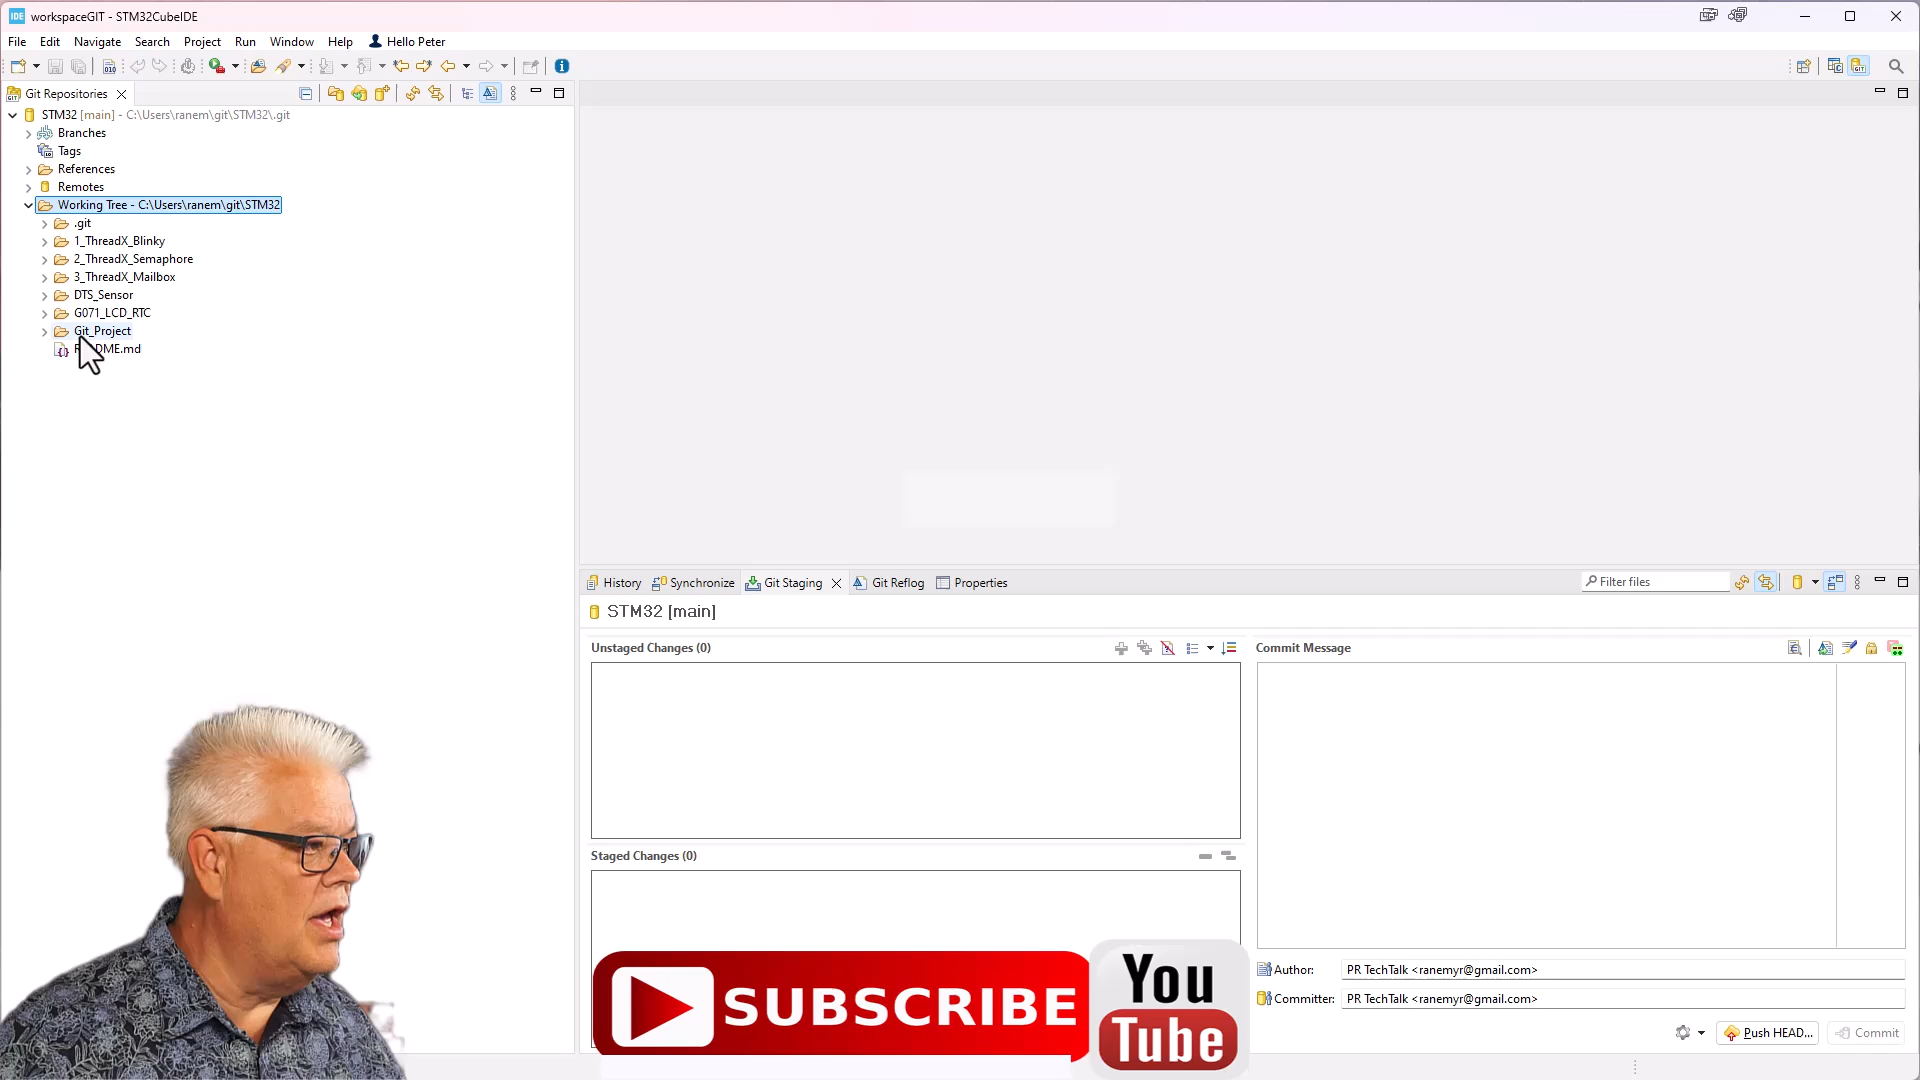 IDE workspaceGIT - STM32CubeIDE
File Edit Navigate Search Project Run Window Help Hello Peter
Git Repositories
STM32 [main] - C:\Users\ranem\git\STM32\.git
Branches
Tags
References
Remotes
Working Tree - C:\Users\ranem\git\STM32
.git
1_ThreadX_Blinky
2_ThreadX_Semaphore
3_ThreadX_Mailbox
DTS_Sensor
G071_LCD_RTC
Git_Project
DME.md
History Synchronize Git Staging Git Reflog Properties Filter files
STM32 [main]
Unstaged Changes (0)
Commit Message
Staged Changes (0)
Author: PR TechTalk <ranemyr@gmail.com>
Committer: PR TechTalk <ranemyr@gmail.com>
Push HEAD... Commit
SUBSCRIBE
You
Tube